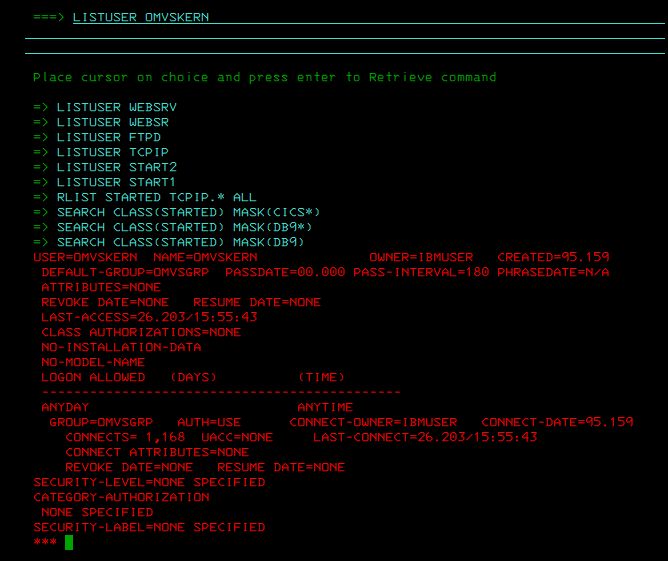 ===> LISTUSER OMVSKERN
Place cursor on choice and press enter to Retrieve command
=> LISTUSER WEBSRV
=> LISTUSER WEBSR
=> LISTUSER FTPD
=> LISTUSER TCPIP
=> LISTUSER START2
=> LISTUSER START1
=> RLIST STARTED TCPIP.* ALL
=> SEARCH CLASS(STARTED) MASK(CICS*)
=> SEARCH CLASS(STARTED) MASK(DB9*)
=> SEARCH CLASS(STARTED) MASK(DB9)
USER=OMVSKERN  NAME=OMVSKERN              OWNER=IBMUSER   CREATED=95.159
 DEFAULT-GROUP=OMVSGRP  PASSDATE=00.000 PASS-INTERVAL=180 PHRASEDATE=N/A
 ATTRIBUTES=NONE
 REVOKE DATE=NONE   RESUME DATE=NONE
 LAST-ACCESS=26.203/15:55:43
 CLASS AUTHORIZATIONS=NONE
 NO-INSTALLATION-DATA
 NO-MODEL-NAME
 LOGON ALLOWED   (DAYS)          (TIME)
 ---------------------------------------------
 ANYDAY                          ANYTIME
  GROUP=OMVSGRP   AUTH=USE      CONNECT-OWNER=IBMUSER   CONNECT-DATE=95.159
    CONNECTS= 1,168  UACC=NONE     LAST-CONNECT=26.203/15:55:43
    CONNECT ATTRIBUTES=NONE
    REVOKE DATE=NONE   RESUME DATE=NONE
SECURITY-LEVEL=NONE SPECIFIED
CATEGORY-AUTHORIZATION
 NONE SPECIFIED
SECURITY-LABEL=NONE SPECIFIED
***